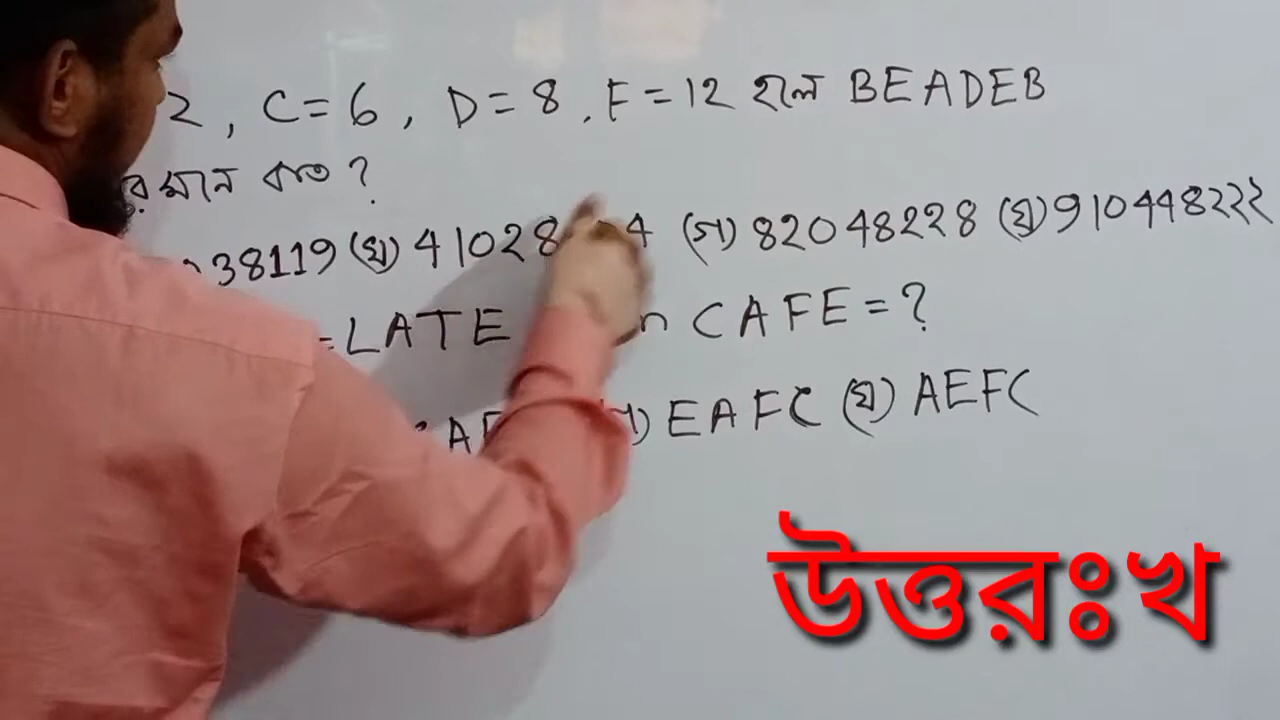 2, C=6, D=8, F=12 হলে BEADEB
র মান কত ?
38119 (খ) 41028 4 (গ) 82048228 (ঘ) 910448222
=LATE n CAFE=?
EAFC (ঘ) AEFC
উত্তরঃখ